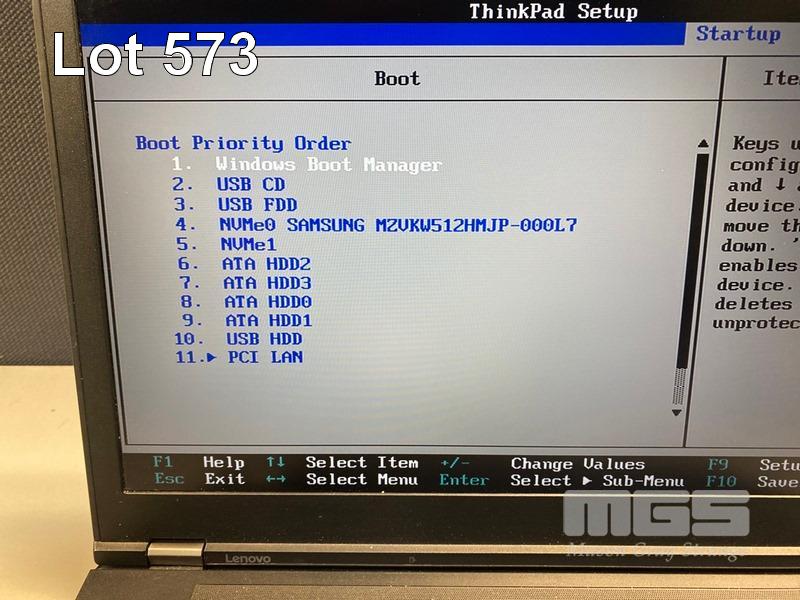 ThinkPad Setup
Startup
Lot 573
Boot
Boot Priority Order
1. Windows Boot Manager
2. USB CD
3. USB FDD
4. NVMe0 SAMSUNG MZVKW512HMJP-000L7
5. NVMe1
6. ATA HDD2
7. ATA HDD3
8. ATA HDD0
9. ATA HDD1
10. USB HDD
11.▶ PCI LAN
Keys
and ↓
device.
move
down.
enables
device.
deletes
F1 Help ↑↓ Select Item +/- Change Values F9
Esc Exit ←→ Select Menu Enter Select ▶ Sub-Menu F10 Save
MGS
Mason Gray Strange
Lenovo